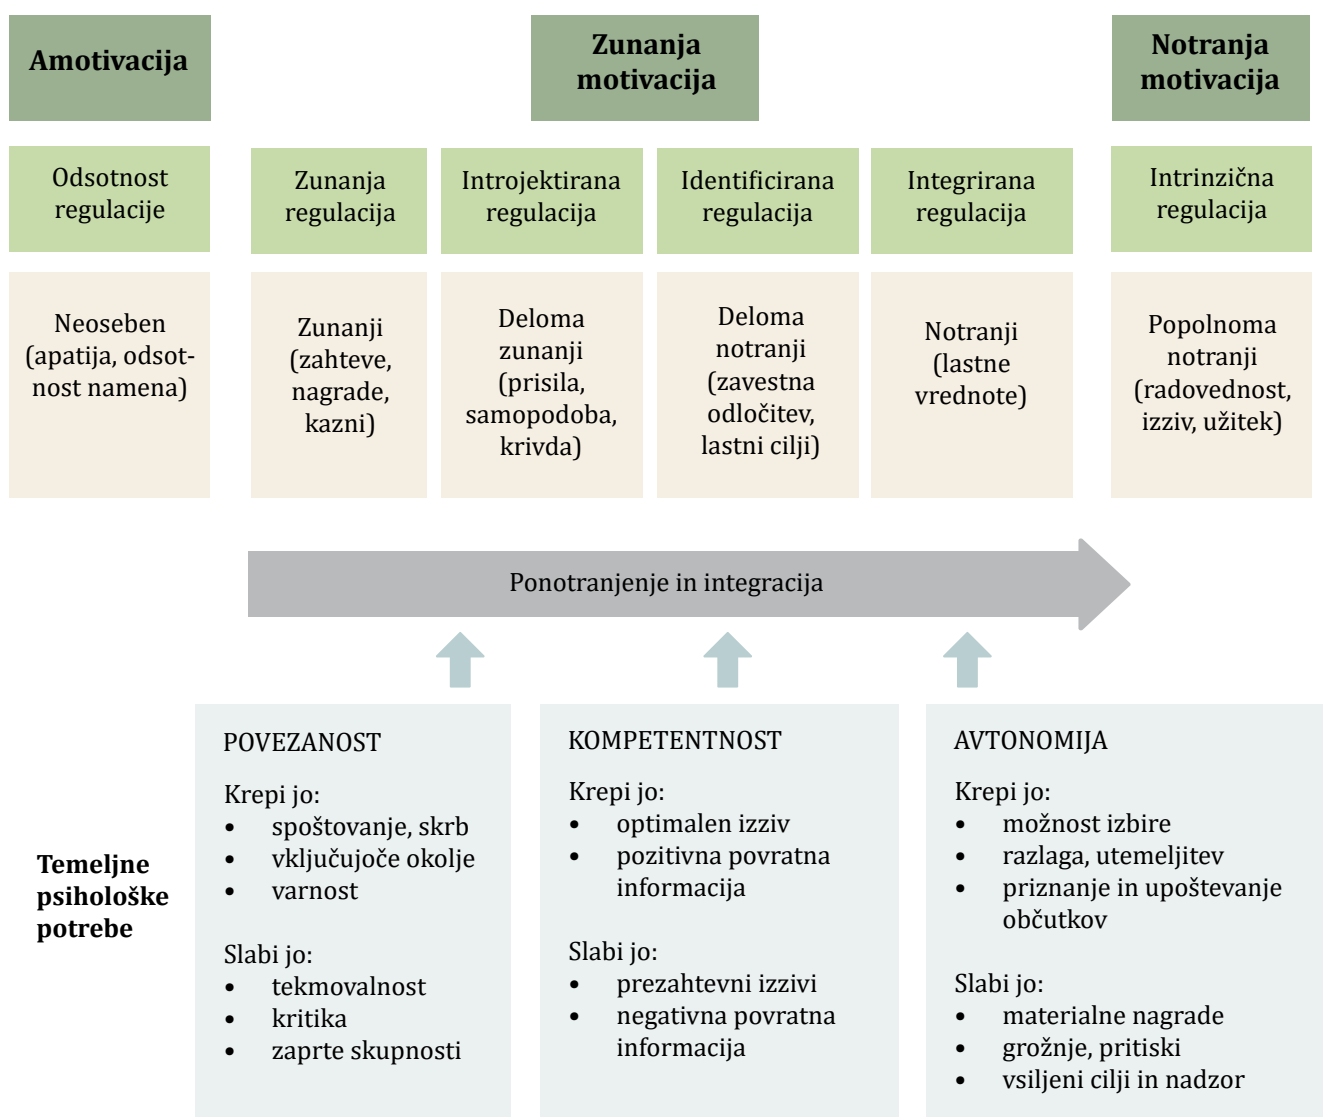 Amotivacija
Zunanja
motivacija
Notranja
motivacija
Odsotnost
regulacije
Zunanja
regulacija
Introjektirana
regulacija
Identificirana
regulacija
Integrirana
regulacija
Intrinzična
regulacija
Neoseben
(apatija, odsot-
nost namena)
Zunanji
(zahteve,
nagrade,
kazni)
Deloma
zunanji
(prisila,
samopodoba,
krivda)
Deloma
notranji
(zavestna
odločitev,
lastni cilji)
Notranji
(lastne
vrednote)
Popolnoma
notranji
(radovednost,
izziv, užitek)
Ponotranjenje in integracija
Temeljne
psihološke
potrebe
POVEZANOST
Krepi jo:
• spoštovanje, skrb
• vključujoče okolje
• varnost
Slabi jo:
• tekmovalnost
• kritika
• zaprte skupnosti
KOMPETENTNOST
Krepi jo:
• optimalen izziv
• pozitivna povratna
informacija
Slabi jo:
• prezahtevni izzivi
• negativna povratna
informacija
AVTONOMIJA
Krepi jo:
• možnost izbire
• razlaga, utemeljitev
• priznanje in upoštevanje
občutkov
Slabi jo:
• materialne nagrade
• grožnje, pritiski
• vsiljeni cilji in nadzor